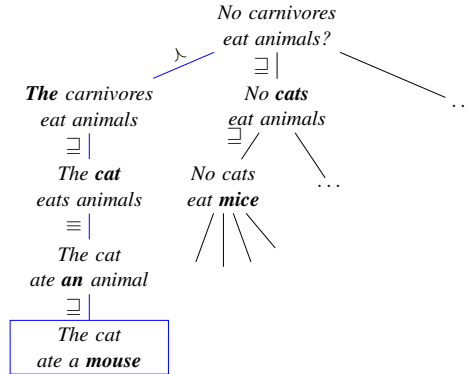 No carnivores
eat animals?
⋏
⊒
The carnivores
eat animals
No cats
eat animals
. .
⊒
⊒
The cat
eats animals
No cats
eat mice
. . .
≡
The cat
ate an animal
⊒
The cat
ate a mouse